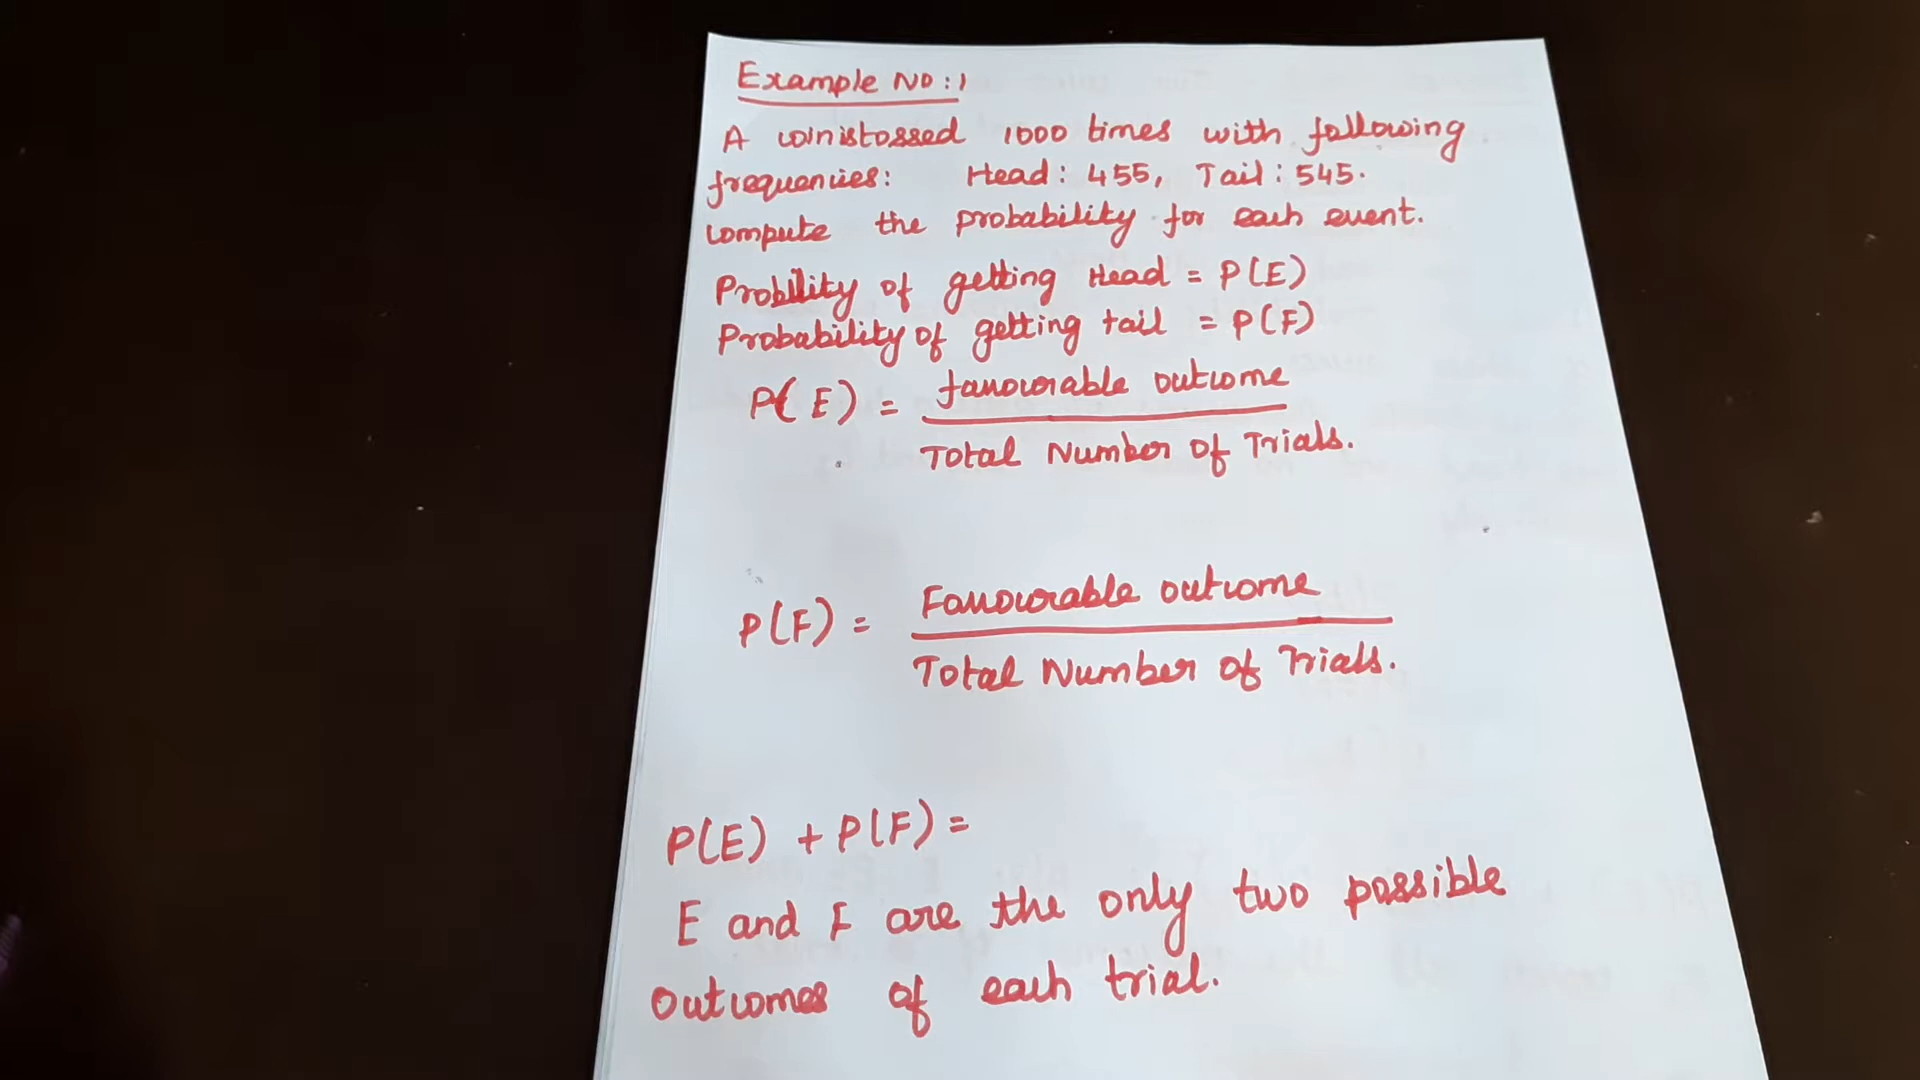 Example No:1
A coin is tossed 1000 times with following
frequencies: Head: 455, Tail: 545.
compute the probability for each event.
Probility of getting Head = P(E)
Probability of getting tail = P(F)
P(E) = favourable outcome
Total Number of Trials.
P(F) = Favourable outcome
Total Number of Trials.
P(E) + P(F) =
E and F are the only two possible
outcomes of each trial.